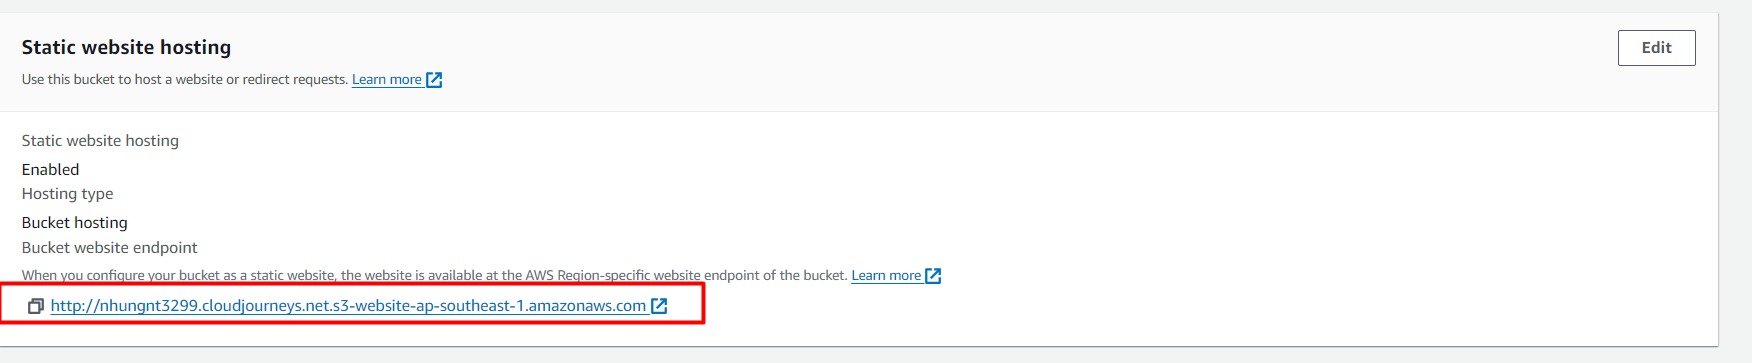 Static website hosting
Edit
Use this bucket to host a website or redirect requests. Learn more
Static website hosting
Enabled
Hosting type
Bucket hosting
Bucket website endpoint
When you configure your bucket as a static website, the website is available at the AWS Region-specific website endpoint of the bucket. Learn more
http://nhungnt3299.cloudjourneys.net.s3-website-ap-southeast-1.amazonaws.com